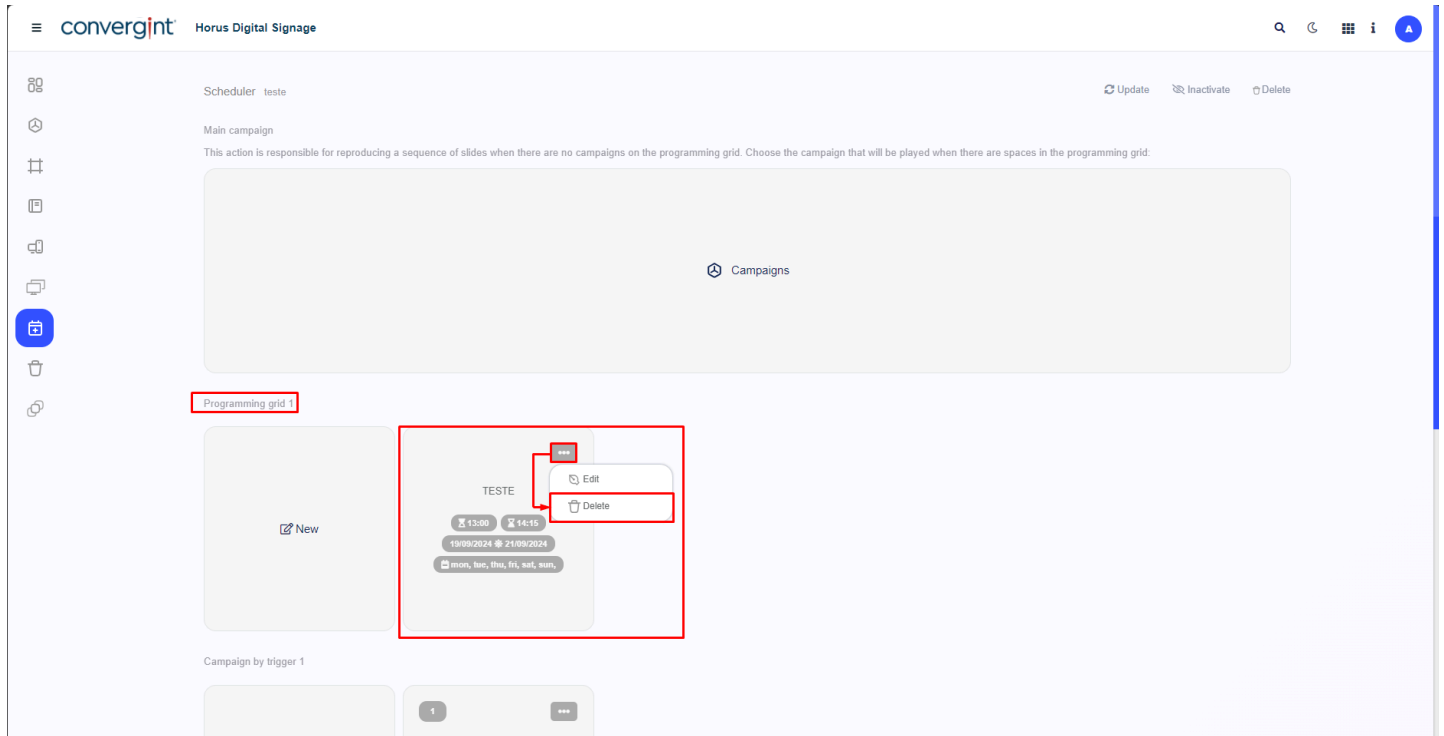 convergint Horus Digital Signage
A
Scheduler teste
Update Inactivate Delete
Main campaign
This action is responsible for reproducing a sequence of slides when there are no campaigns on the programming grid. Choose the campaign that will be played when there are spaces in the programming grid:
Campaigns
Programming grid 1
New
TESTE
13:00 14:15
19/09/2024 21/09/2024
mon, tue, thu, fri, sat, sun,
Edit
Delete
Campaign by trigger 1
1